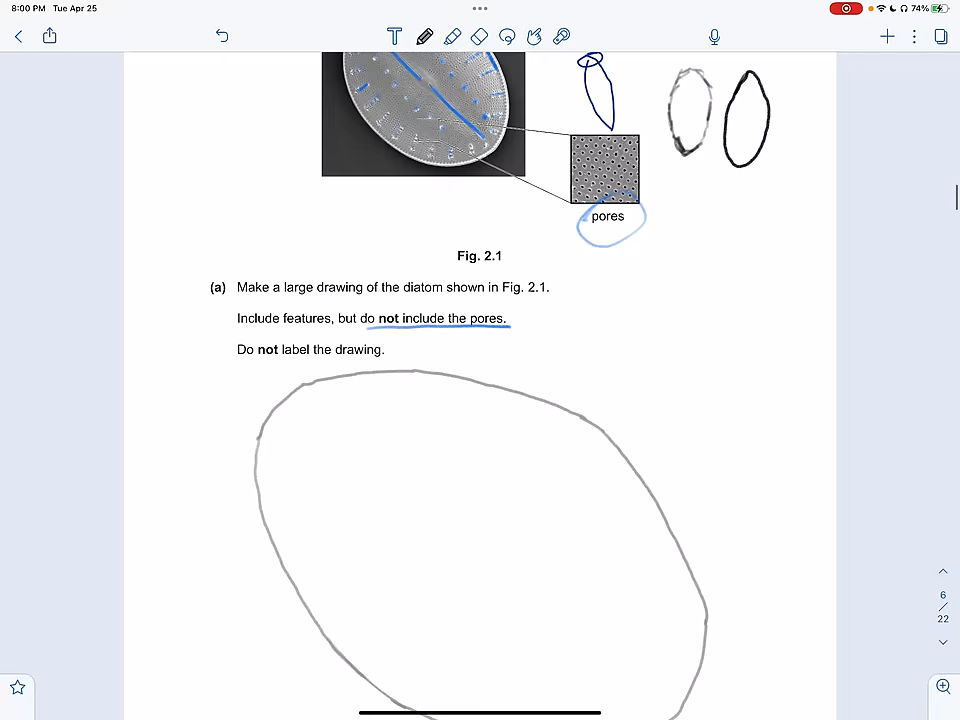 8:00 PM Tue Apr 25
74%
T
pores
Fig. 2.1
(a) Make a large drawing of the diatom shown in Fig. 2.1.
Include features, but do not include the pores.
Do not label the drawing.
6
/
22